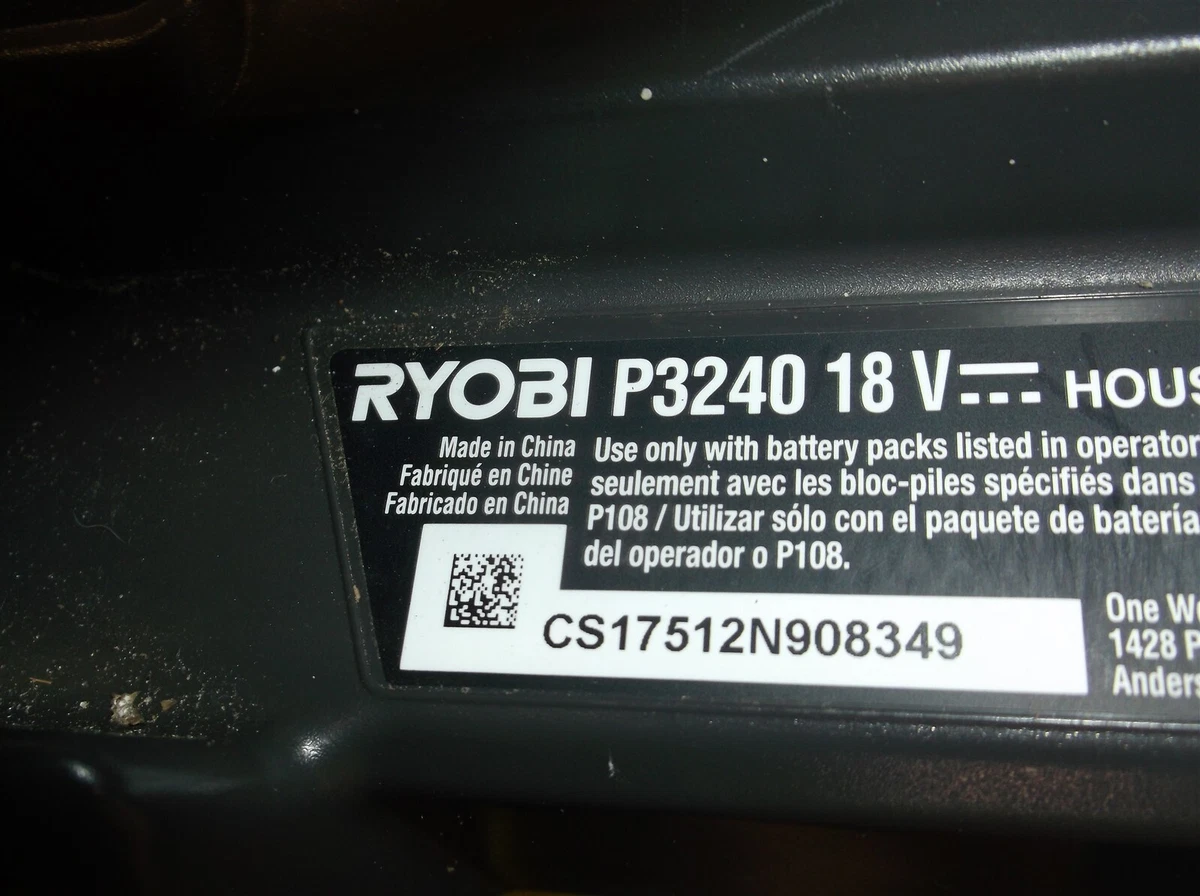 RYOBI P3240 18 V HOUS
Made in China
Fabriqué en Chine
Fabricado en China
Use only with battery packs listed in operator
seulement avec les bloc-piles spécifiés dans
P108 / Utilizar sólo con el paquete de batería
del operador o P108.
CS17512N908349
One W
1428 P
Anders